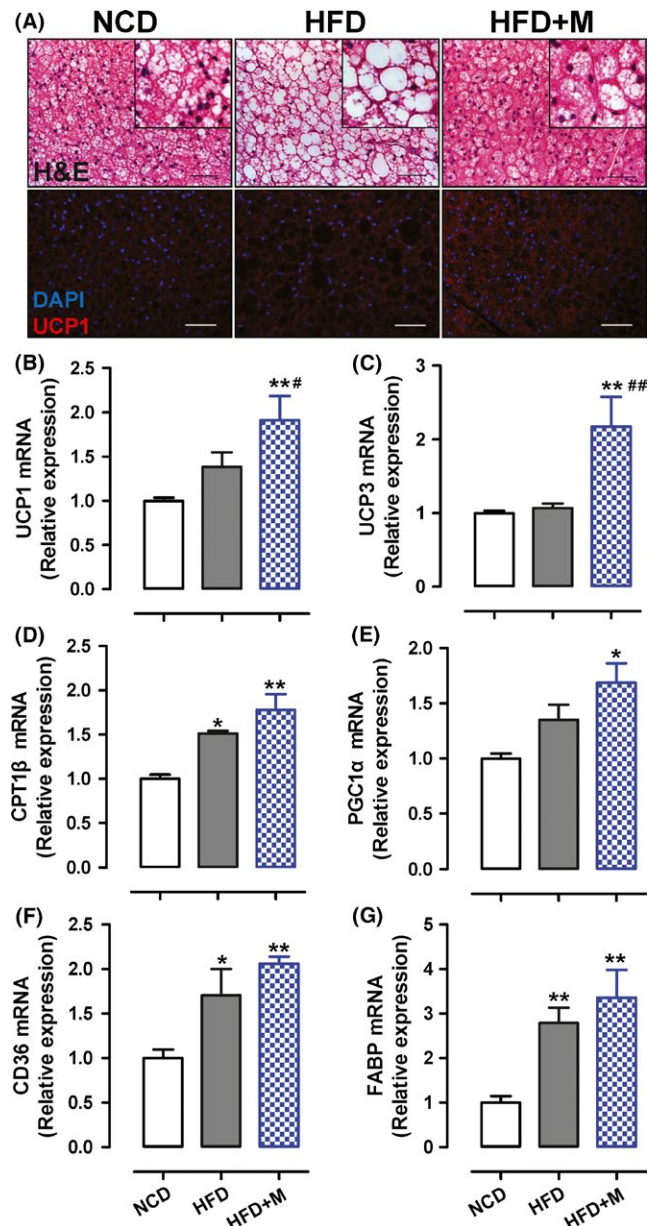 (A) NCD HFD HFD+M
H&E
DAPI
UCP1
(B)
UCP1 mRNA
(Relative expression)
2.5
2.0
1.5
1.0
0.5
0.0
**#
(C)
UCP3 mRNA
(Relative expression)
3
2
1
0
** ##
(D)
CPT1β mRNA
(Relative expression)
2.5
2.0
1.5
1.0
0.5
0.0
*
**
(E)
PGC1α mRNA
(Relative expression)
2.0
1.5
1.0
0.5
0.0
*
(F)
CD36 mRNA
(Relative expression)
2.5
2.0
1.5
1.0
0.5
0.0
*
**
NCD
HFD
HFD+M
(G)
FABP mRNA
(Relative expression)
5
4
3
2
1
0
**
**
NCD
HFD
HFD+M